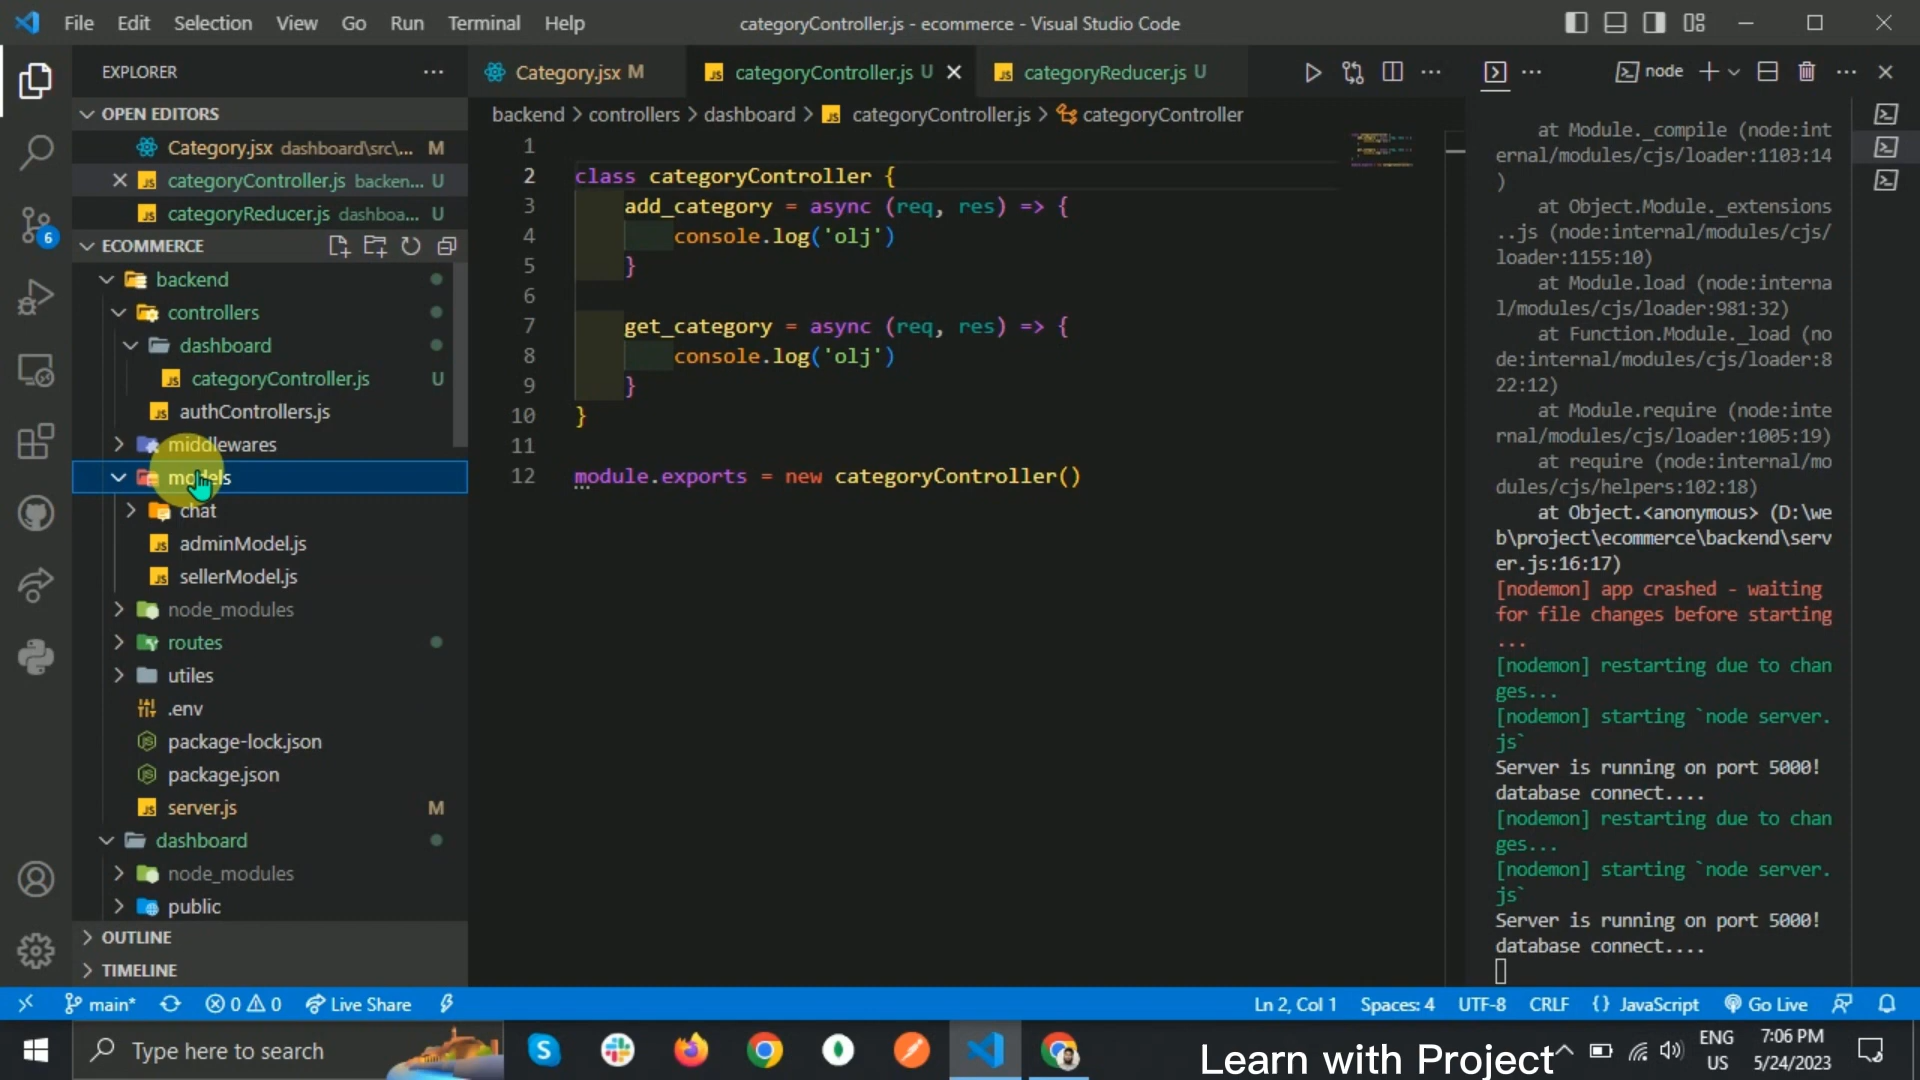 File Edit Selection View Go Run Terminal Help
categoryController.js - ecommerce - Visual Studio Code
EXPLORER
OPEN EDITORS
Category.jsx dashboard\src\... M
categoryController.js backen... U
categoryReducer.js dashboa... U
ECOMMERCE
backend
controllers
dashboard
categoryController.js U
authControllers.js
middlewares
models
chat
adminModel.js
sellerModel.js
node_modules
routes
utiles
.env
package-lock.json
package.json
server.js M
dashboard
node_modules
public
OUTLINE
TIMELINE
6
Category.jsx M
categoryController.js U
categoryReducer.js U
backend > controllers > dashboard > categoryController.js > categoryController
1
2 class categoryController {
3 add_category = async (req, res) => {
4 console.log('olj')
5 }
6
7 get_category = async (req, res) => {
8 console.log('olj')
9 }
10 }
11
12 module.exports = new categoryController()
node
at Module._compile (node:int
ernal/modules/cjs/loader:1103:14
)
at Object.Module._extensions
..js (node:internal/modules/cjs/
loader:1155:10)
at Module.load (node:interna
l/modules/cjs/loader:981:32)
at Function.Module._load (no
de:internal/modules/cjs/loader:8
22:12)
at Module.require (node:inte
rnal/modules/cjs/loader:1005:19)
at require (node:internal/mo
dules/cjs/helpers:102:18)
at Object.<anonymous> (D:\we
b\project\ecommerce\backend\serv
er.js:16:17)
[nodemon] app crashed - waiting
for file changes before starting
...
[nodemon] restarting due to chan
ges...
[nodemon] starting `node server.
js`
Server is running on port 5000!
database connect....
[nodemon] restarting due to chan
ges...
[nodemon] starting `node server.
js`
Server is running on port 5000!
database connect....
main* 0 0 Live Share
Ln 2, Col 1 Spaces: 4 UTF-8 CRLF {} JavaScript Go Live
Type here to search
Learn with Project
ENG
US
7:06 PM
5/24/2023